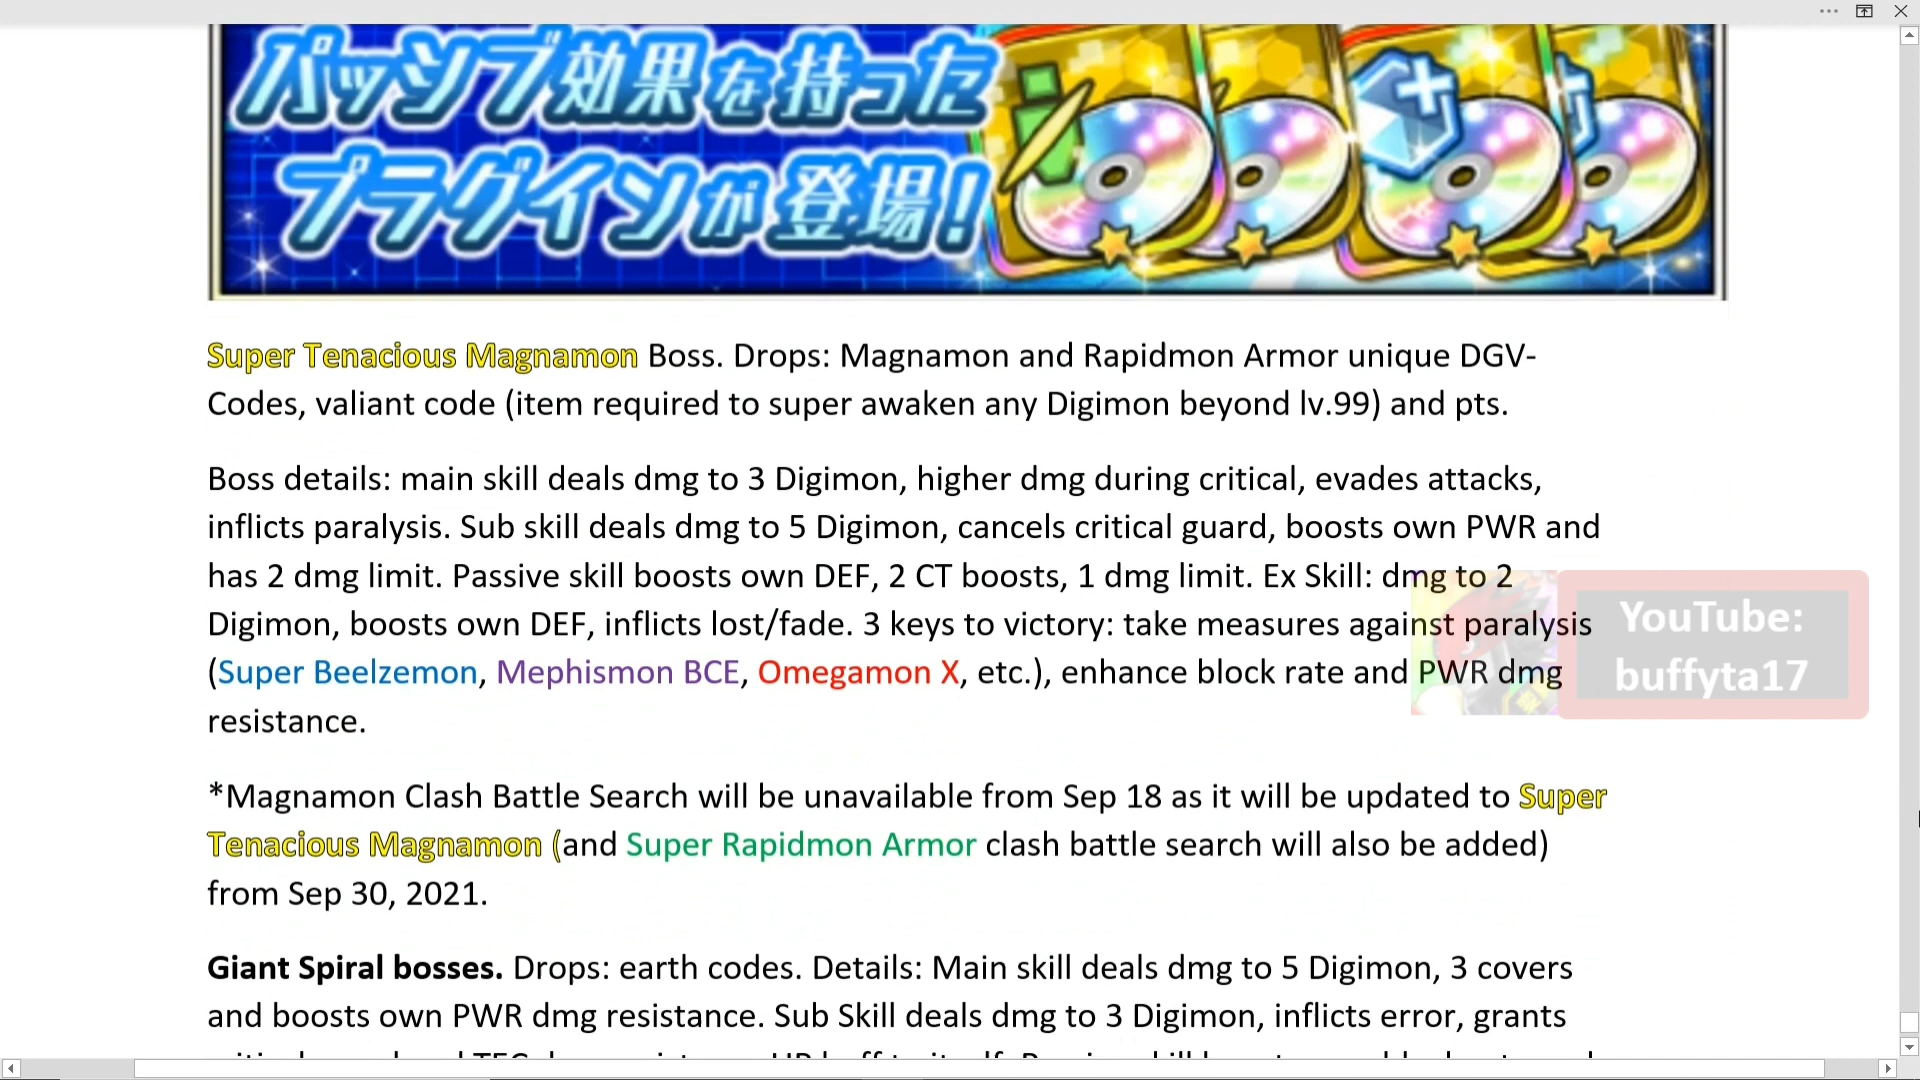 パッシブ効果を持った
プラグインが登場!
Super Tenacious Magnamon Boss. Drops: Magnamon and Rapidmon Armor unique DGV-
Codes, valiant code (item required to super awaken any Digimon beyond lv.99) and pts.
Boss details: main skill deals dmg to 3 Digimon, higher dmg during critical, evades attacks,
inflicts paralysis. Sub skill deals dmg to 5 Digimon, cancels critical guard, boosts own PWR and
has 2 dmg limit. Passive skill boosts own DEF, 2 CT boosts, 1 dmg limit. Ex Skill: dmg to 2
Digimon, boosts own DEF, inflicts lost/fade. 3 keys to victory: take measures against paralysis
(Super Beelzemon, Mephismon BCE, Omegamon X, etc.), enhance block rate and PWR dmg
resistance.
YouTube:
buffyta17
*Magnamon Clash Battle Search will be unavailable from Sep 18 as it will be updated to Super
Tenacious Magnamon (and Super Rapidmon Armor clash battle search will also be added)
from Sep 30, 2021.
Giant Spiral bosses. Drops: earth codes. Details: Main skill deals dmg to 5 Digimon, 3 covers
and boosts own PWR dmg resistance. Sub Skill deals dmg to 3 Digimon, inflicts error, grants